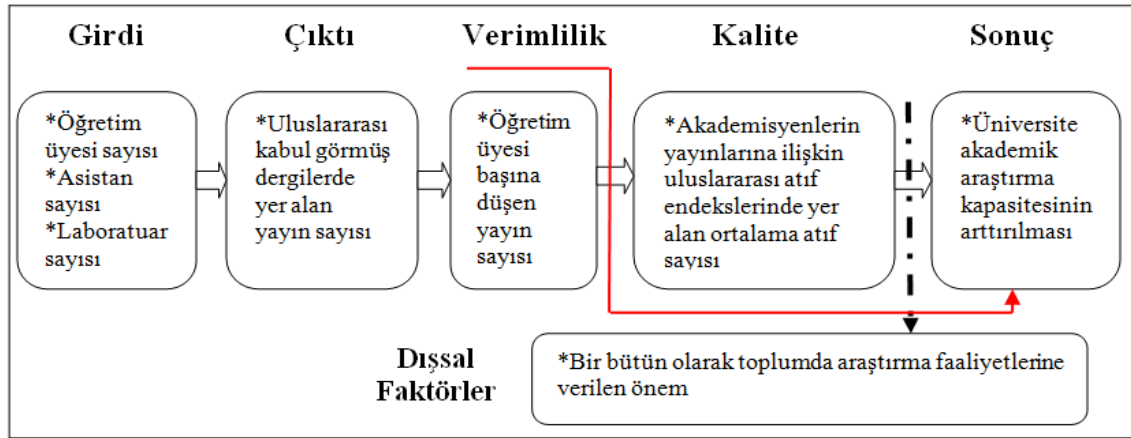 Girdi
Çıktı
Verimlilik
Kalite
Sonuç
*Öğretim
üyesi sayısı
*Asistan
sayısı
*Laboratuar
sayısı
*Uluslararası
kabul görmüş
dergilerde
yer alan
yayın sayısı
*Öğretim
üyesi
başına
düşen
yayın
sayısı
*Akademisyenlerin
yayınlarına ilişkin
uluslararası atıf
endekslerinde yer
alan ortalama atıf
sayısı
*Üniversite
akademik
araştırma
kapasitesinin
arttırılması
Dışsal
Faktörler
*Bir bütün olarak toplumda araştırma faaliyetlerine
verilen önem